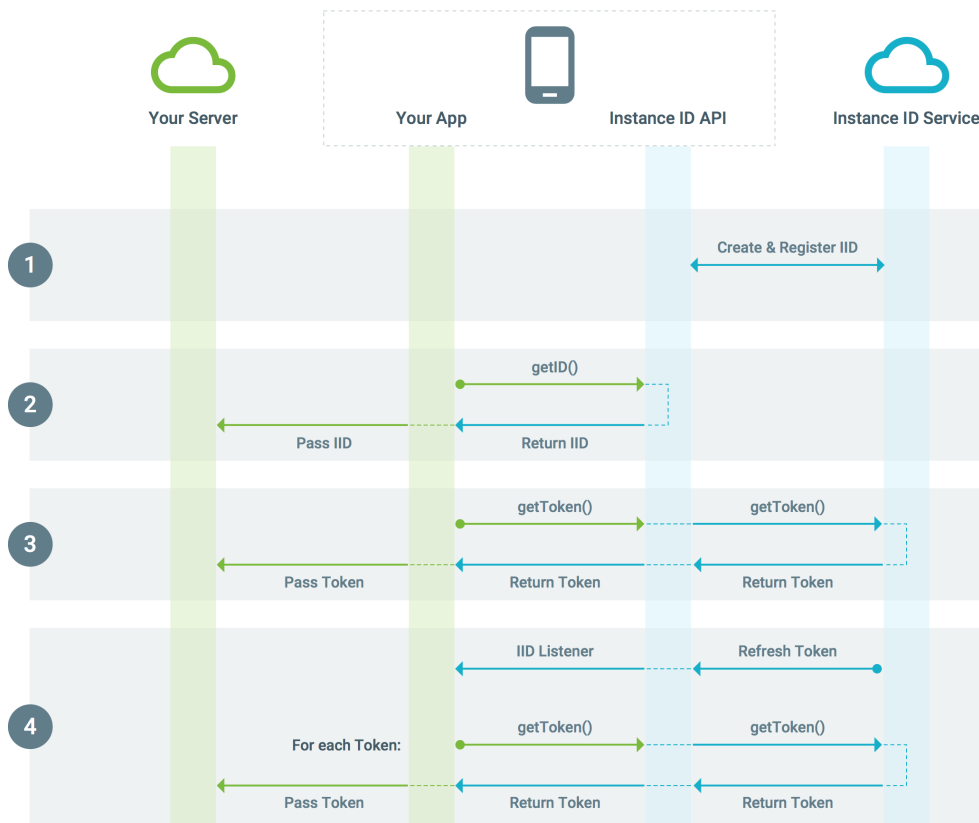 Your Server
Your App
Instance ID API
Instance ID Service
1
Create & Register IID
2
getID()
Pass IID
Return IID
3
getToken()
getToken()
Pass Token
Return Token
Return Token
4
IID Listener
Refresh Token
For each Token:
getToken()
getToken()
Pass Token
Return Token
Return Token